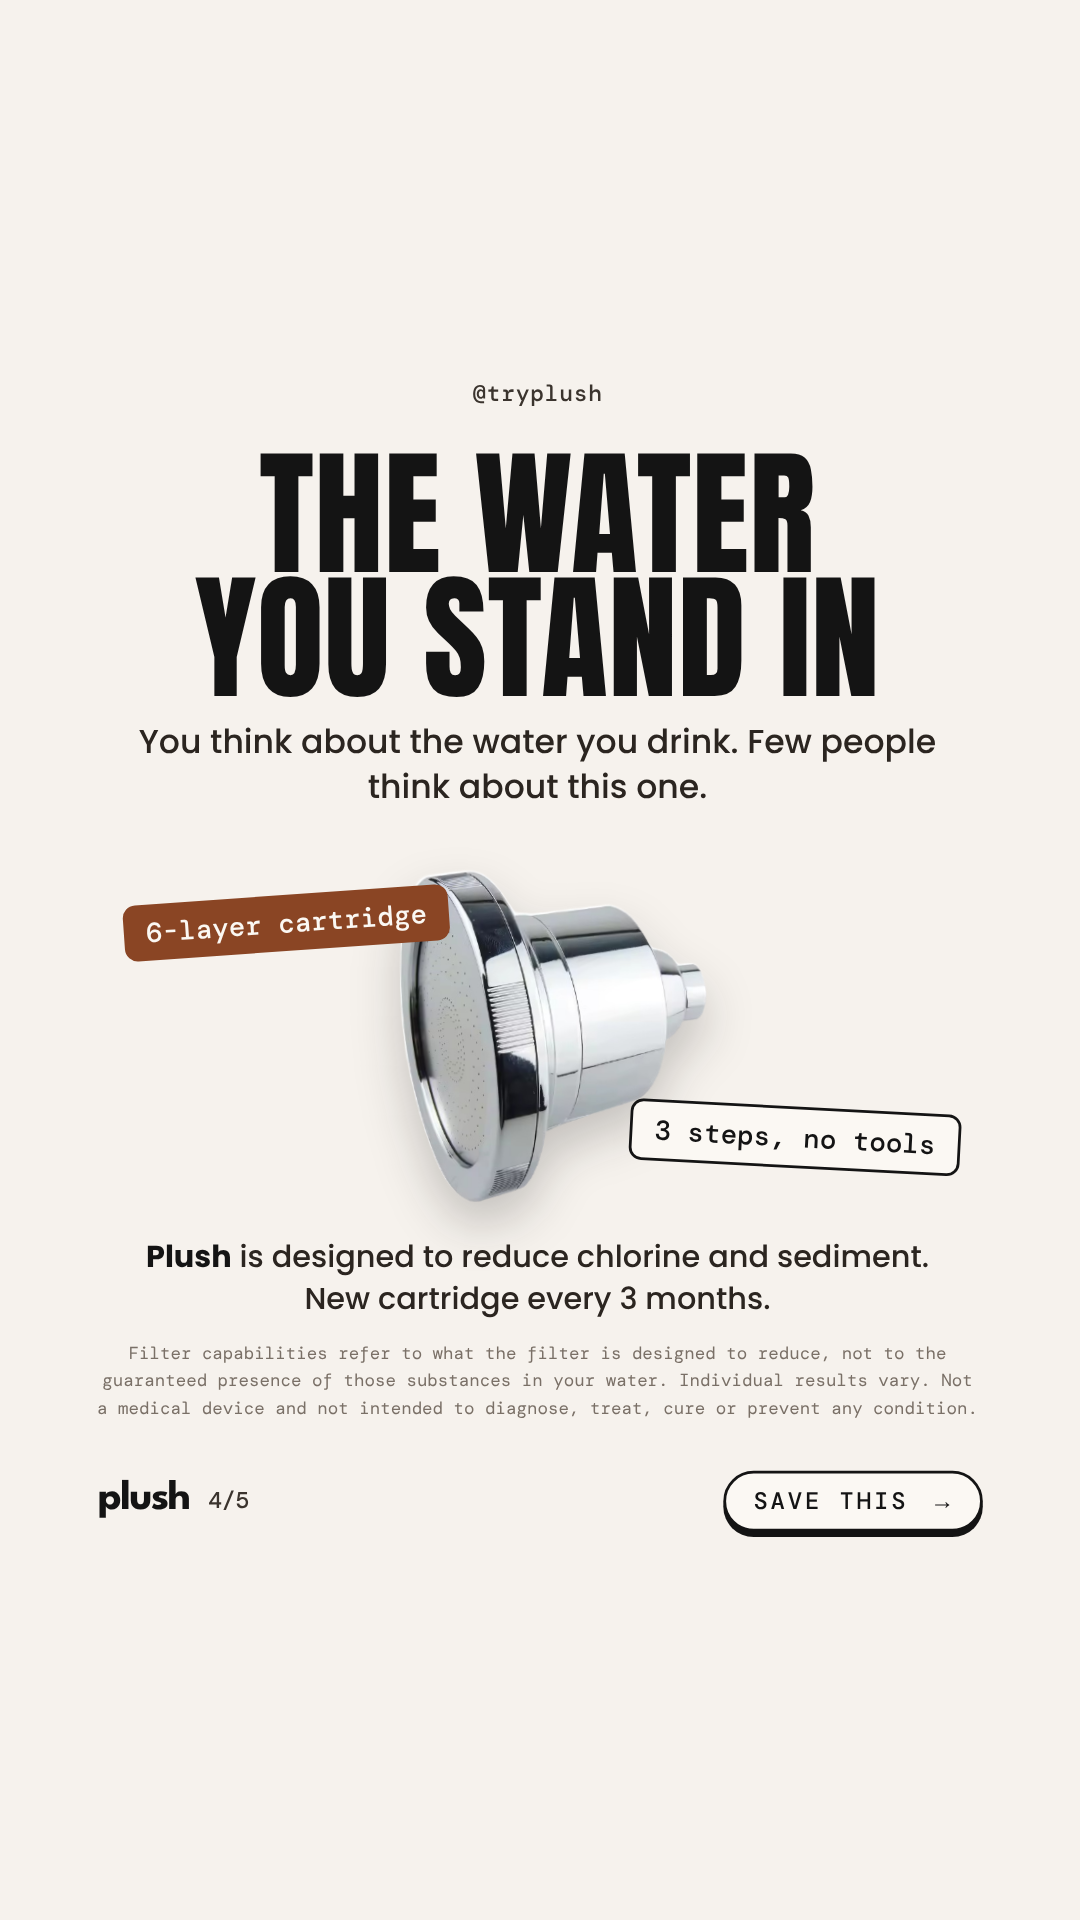 @tryplush
THE WATER
YOU STAND IN
You think about the water you drink. Few people
think about this one.
6-layer cartridge
3 steps, no tools
Plush is designed to reduce chlorine and sediment.
New cartridge every 3 months.
Filter capabilities refer to what the filter is designed to reduce, not to the
guaranteed presence of those substances in your water. Individual results vary. Not
a medical device and not intended to diagnose, treat, cure or prevent any condition.
plush 4/5
SAVE THIS →